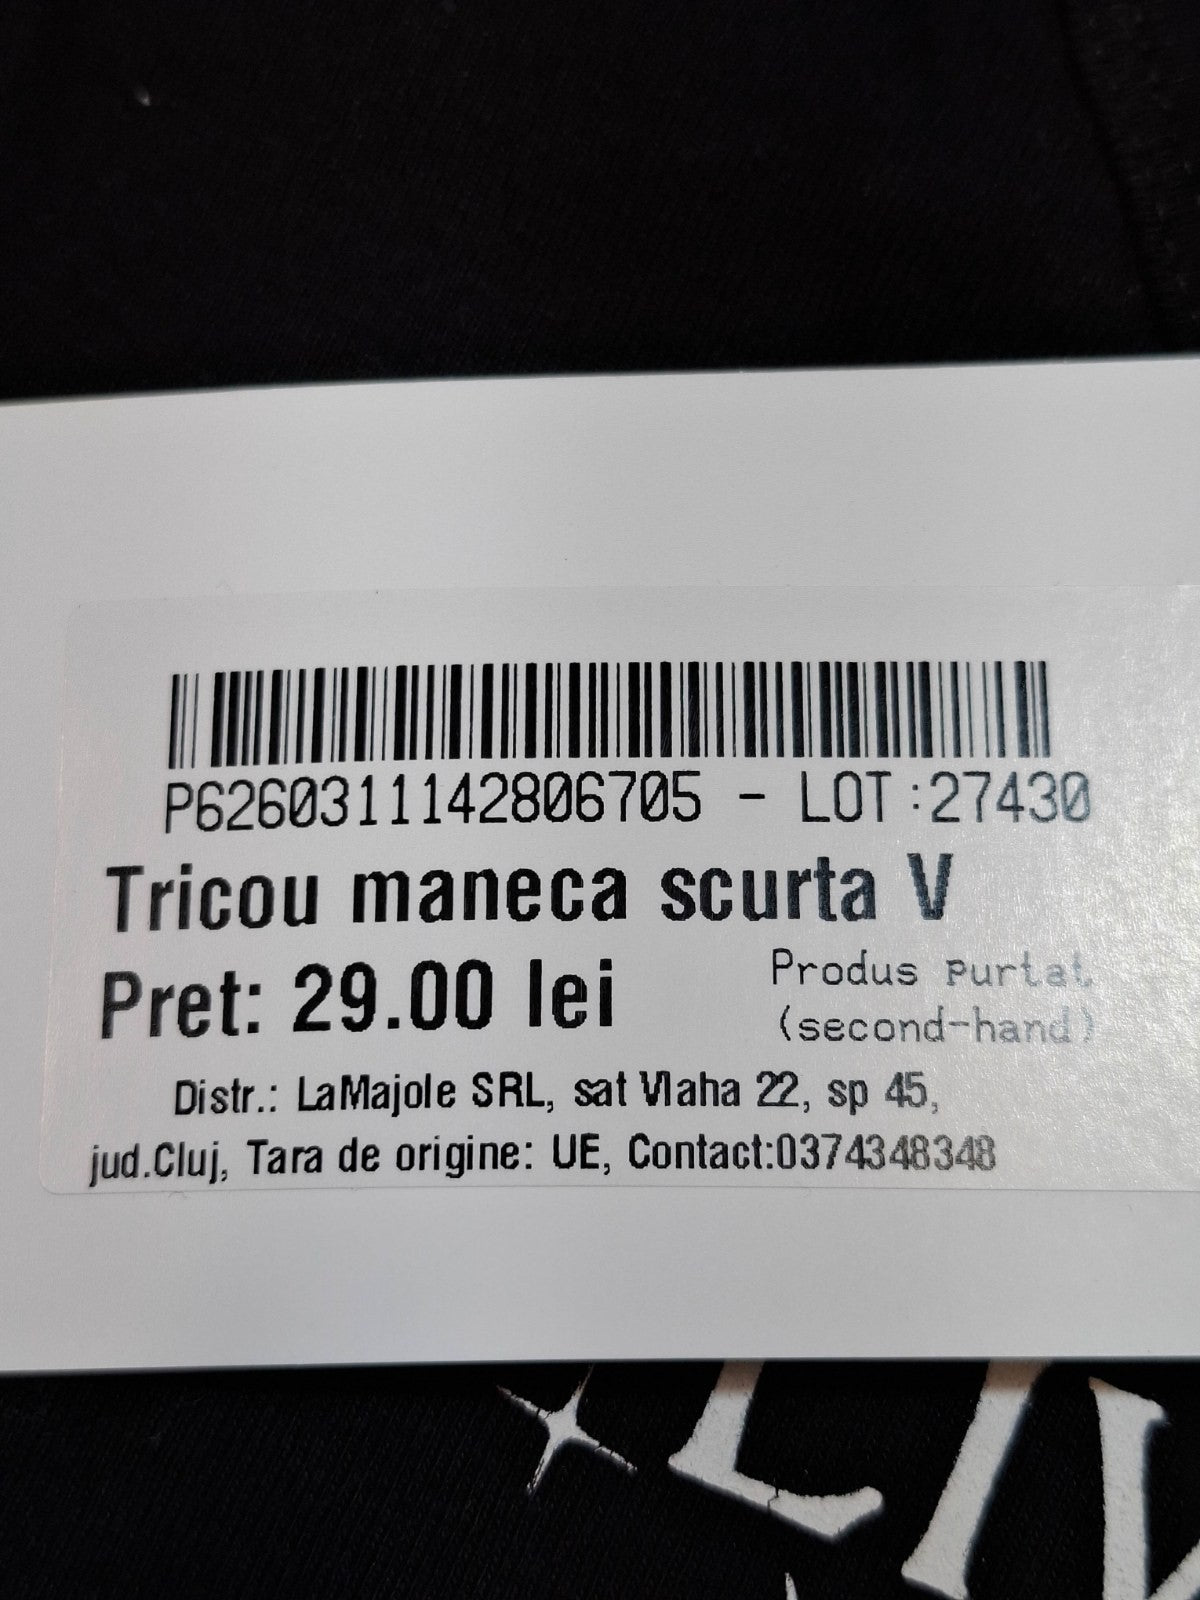 P6260311142806705 - LOT:27430
Tricou maneca scurta V
Pret: 29.00 lei
Produs purtat
(second-hand)
Distr.: LaMajole SRL, sat Vlaha 22, sp 45,
jud.Cluj, Tara de origine: UE, Contact:0374348348